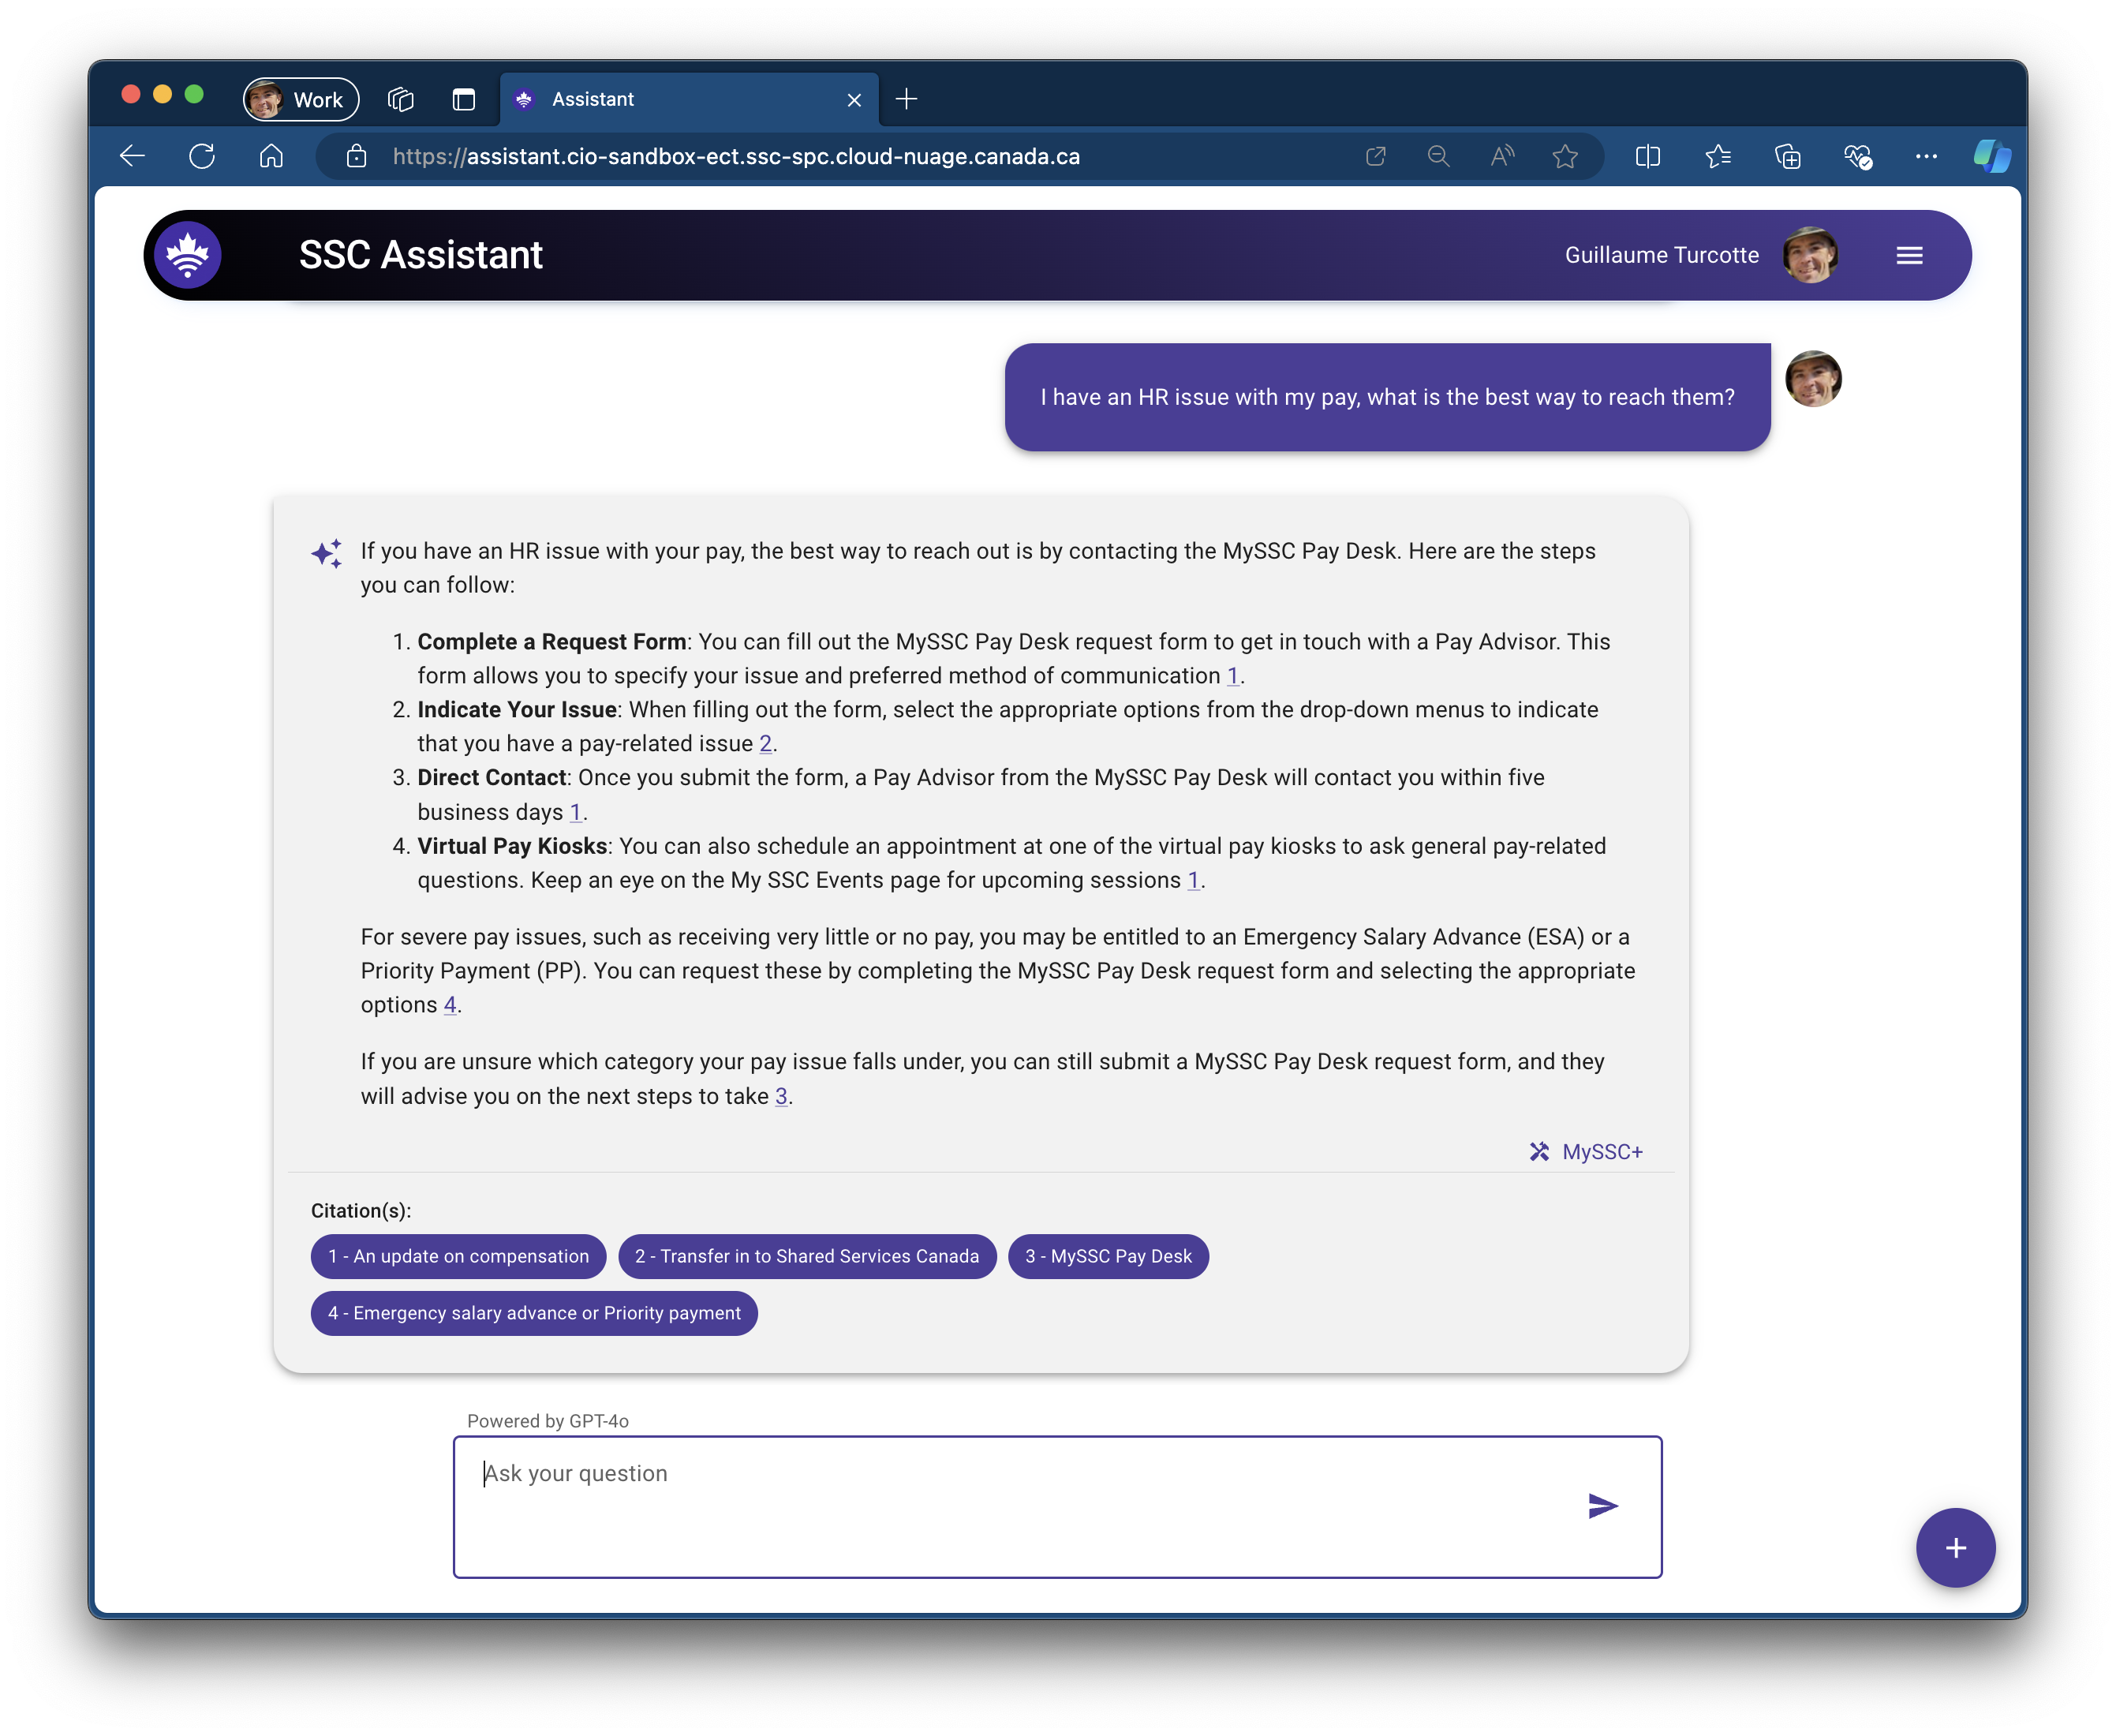 Work
Assistant
https://assistant.cio-sandbox-ect.ssc-spc.cloud-nuage.canada.ca
SSC Assistant
Guillaume Turcotte
I have an HR issue with my pay, what is the best way to reach them?
If you have an HR issue with your pay, the best way to reach out is by contacting the MySSC Pay Desk. Here are the steps
you can follow:
1. Complete a Request Form: You can fill out the MySSC Pay Desk request form to get in touch with a Pay Advisor. This
form allows you to specify your issue and preferred method of communication 1.
2. Indicate Your Issue: When filling out the form, select the appropriate options from the drop-down menus to indicate
that you have a pay-related issue 2.
3. Direct Contact: Once you submit the form, a Pay Advisor from the MySSC Pay Desk will contact you within five
business days 1.
4. Virtual Pay Kiosks: You can also schedule an appointment at one of the virtual pay kiosks to ask general pay-related
questions. Keep an eye on the My SSC Events page for upcoming sessions 1.
For severe pay issues, such as receiving very little or no pay, you may be entitled to an Emergency Salary Advance (ESA) or a
Priority Payment (PP). You can request these by completing the MySSC Pay Desk request form and selecting the appropriate
options 4.
If you are unsure which category your pay issue falls under, you can still submit a MySSC Pay Desk request form, and they
will advise you on the next steps to take 3.
MySSC+
Citation(s):
1 - An update on compensation
2 - Transfer in to Shared Services Canada
3 - MySSC Pay Desk
4 - Emergency salary advance or Priority payment
Powered by GPT-4o
Ask your question